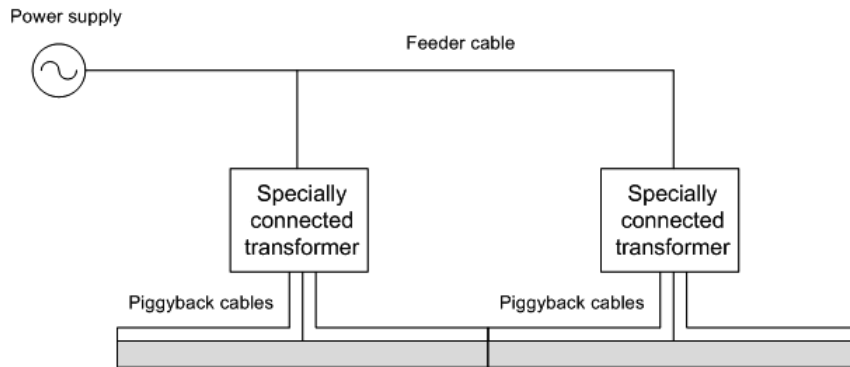 Power supply
Feeder cable
Specially
connected
transformer
Specially
connected
transformer
Piggyback cables
Piggyback cables